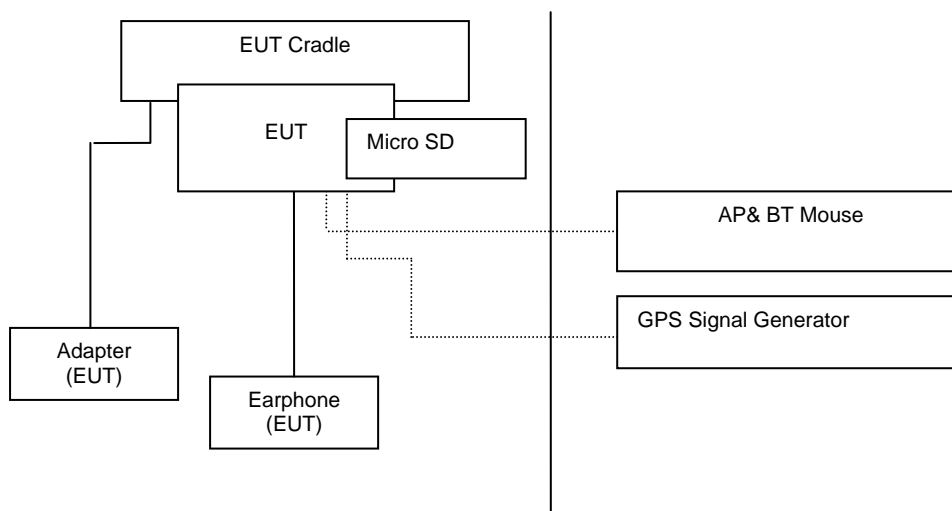 EUT Cradle
EUT
Micro SD
AP& BT Mouse
GPS Signal Generator
Adapter
(EUT)
Earphone
(EUT)